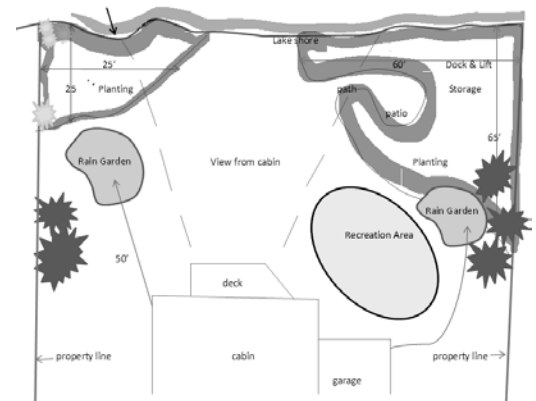 Lake shore
25'
60'
Dock & Lift
25
Planting
path
Storage
patio
65'
Rain Garden
View from cabin
Planting
Rain Garden
Recreation Area
50'
deck
property line
cabin
property line
garage